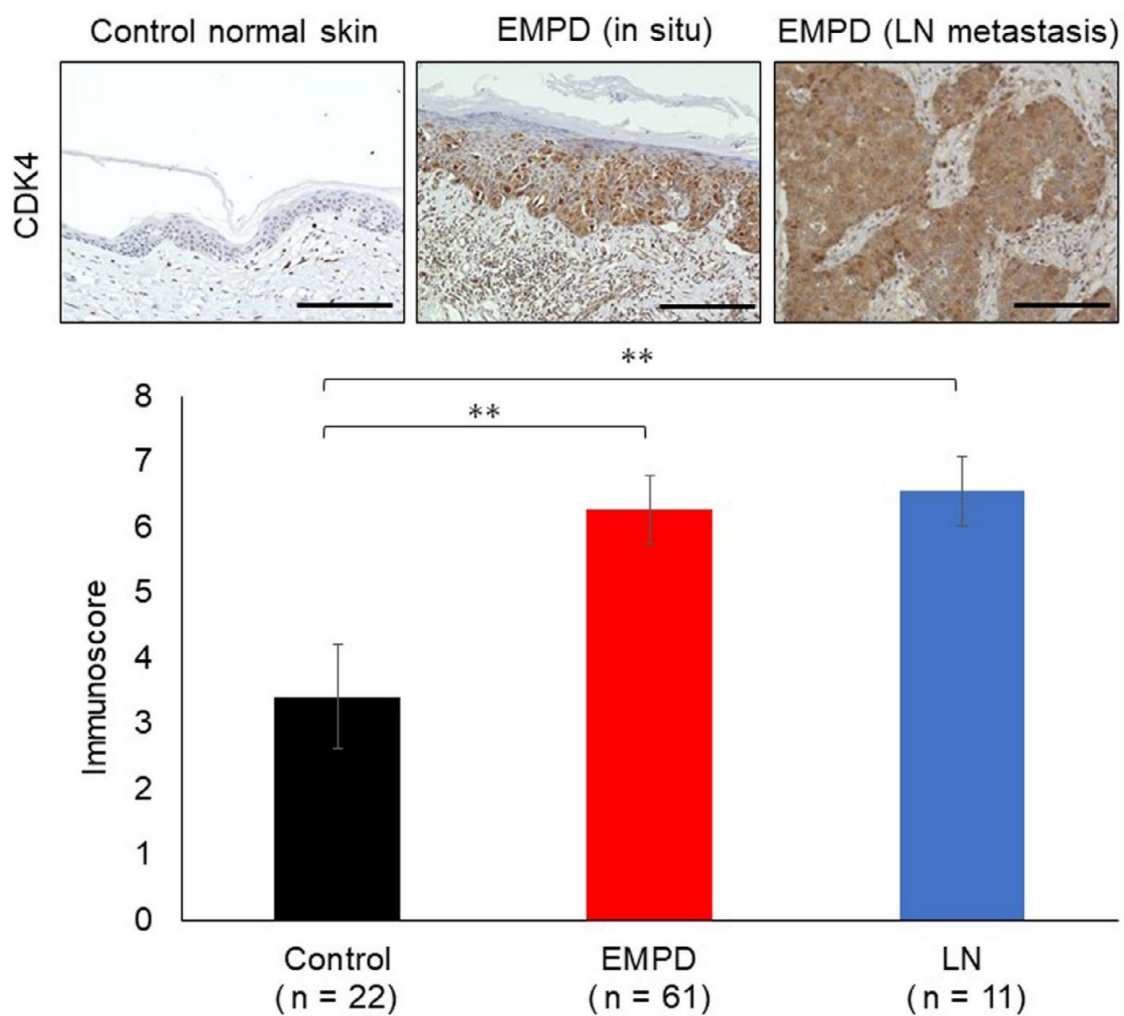 Control normal skin
EMPD (in situ)
EMPD (LN metastasis)
CDK4
**
**
Immunoscore
8
7
6
5
4
3
2
1
0
Control
(n = 22)
EMPD
(n = 61)
LN
(n = 11)